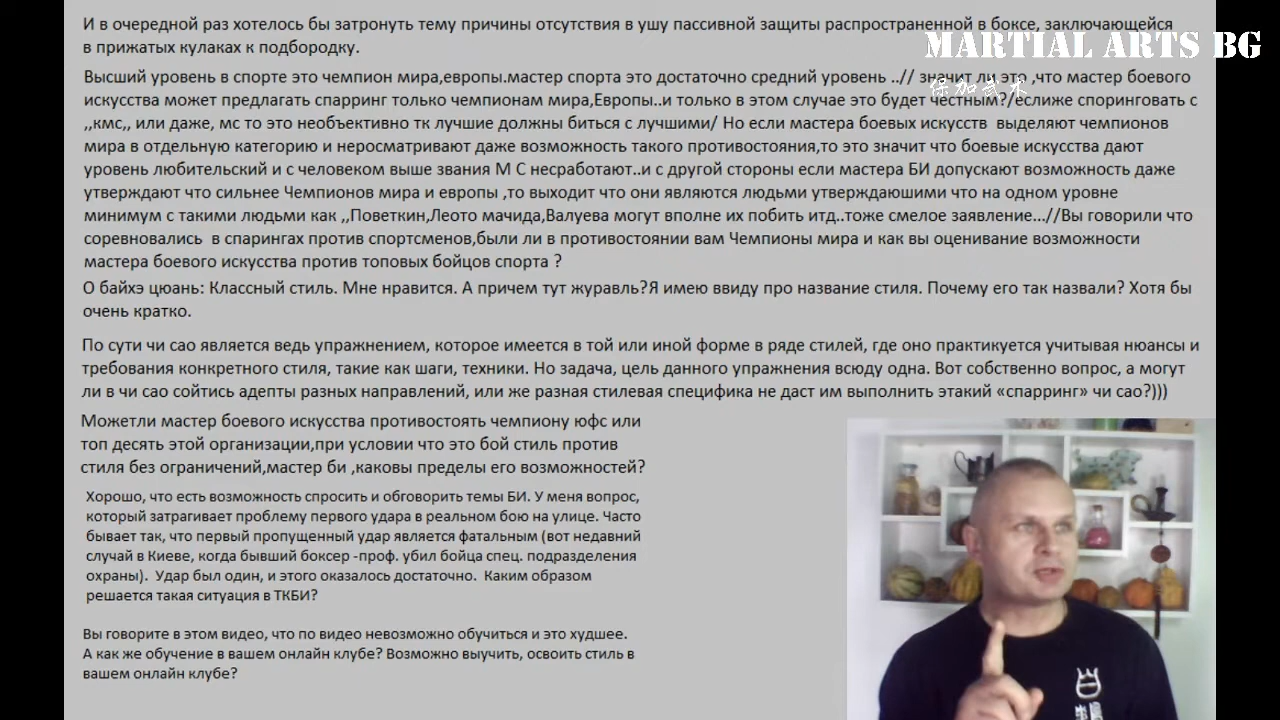 И в очередной раз хотелось бы затронуть тему причины отсутствия в ушу пассивной защиты распространенной в боксе, заключающейся
в прижатых кулаках к подбородку.
MARTIAL ARTS BG
保加武术
Высший уровень в спорте это чемпион мира,европы.мастер спорта это достаточно средний уровень ..// значит ли это ,что мастер боевого
искусства может предлагать спарринг только чемпионам мира,Европы..и только в этом случае это будет честным?/еслиже споринговать с
,,кмс,, или даже, мс то это необъективно тк лучшие должны биться с лучшими/ Но если мастера боевых искусств  выделяют чемпионов
мира в отдельную категорию и неросматривают даже возможность такого противостояния,то это значит что боевые искусства дают
уровень любительский и с человеком выше звания М С несработают..и с другой стороны если мастера БИ допускают возможность даже
утверждают что сильнее Чемпионов мира и европы ,то выходит что они являются людьми утверждаюшими что на одном уровне
минимум с такими людьми как ,,Поветкин,Леото мачида,Валуева могут вполне их побить итд..тоже смелое заявление...//Вы говорили что
соревновались  в спарингах против спортсменов,были ли в противостоянии вам Чемпионы мира и как вы оценивание возможности
мастера боевого искусства против топовых бойцов спорта ?
О байхэ цюань: Классный стиль. Мне нравится. А причем тут журавль?Я имею ввиду про название стиля. Почему его так назвали? Хотя бы
очень кратко.
По сути чи сао является ведь упражнением, которое имеется в той или иной форме в ряде стилей, где оно практикуется учитывая нюансы и
требования конкретного стиля, такие как шаги, техники. Но задача, цель данного упражнения всюду одна. Вот собственно вопрос, а могут
ли в чи сао сойтись адепты разных направлений, или же разная стилевая специфика не даст им выполнить этакий «спарринг» чи сао?)))
Можетли мастер боевого искусства противостоять чемпиону юфс или
топ десять этой организации,при условии что это бой стиль против
стиля без ограничений,мастер би ,каковы пределы его возможностей?
Хорошо, что есть возможность спросить и обговорить темы БИ. У меня вопрос,
который затрагивает проблему первого удара в реальном бою на улице. Часто
бывает так, что первый пропущенный удар является фатальным (вот недавний
случай в Киеве, когда бывший боксер -проф. убил бойца спец. подразделения
охраны).  Удар был один, и этого оказалось достаточно.  Каким образом
решается такая ситуация в ТКБИ?
Вы говорите в этом видео, что по видео невозможно обучиться и это худшее.
А как же обучение в вашем онлайн клубе? Возможно выучить, освоить стиль в
вашем онлайн клубе?